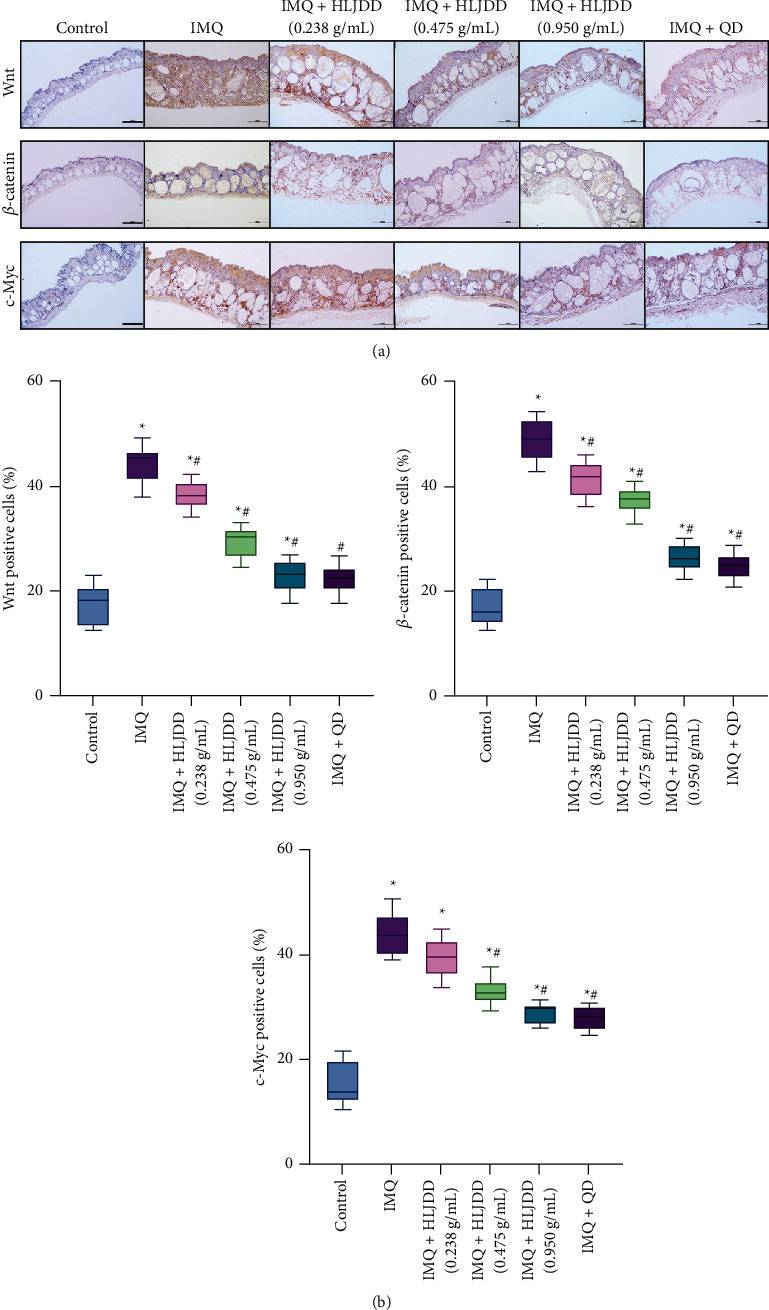 Control
IMQ
IMQ + HLJDD
(0.238 g/mL)
IMQ + HLJDD
(0.475 g/mL)
IMQ + HLJDD
(0.950 g/mL)
IMQ + QD
Wnt
β-catenin
c-Myc
(a)
Wnt positive cells (%)
60
40
20
0
*
*#
*#
*#
#
Control
IMQ
IMQ + HLJDD
(0.238 g/mL)
IMQ + HLJDD
(0.475 g/mL)
IMQ + HLJDD
(0.950 g/mL)
IMQ + QD
β-catenin positive cells (%)
60
40
20
0
*
*#
*#
*#
*#
Control
IMQ
IMQ + HLJDD
(0.238 g/mL)
IMQ + HLJDD
(0.475 g/mL)
IMQ + HLJDD
(0.950 g/mL)
IMQ + QD
c-Myc positive cells (%)
60
40
20
0
*
*
*#
*#
*#
Control
IMQ
IMQ + HLJDD
(0.238 g/mL)
IMQ + HLJDD
(0.475 g/mL)
IMQ + HLJDD
(0.950 g/mL)
IMQ + QD
(b)